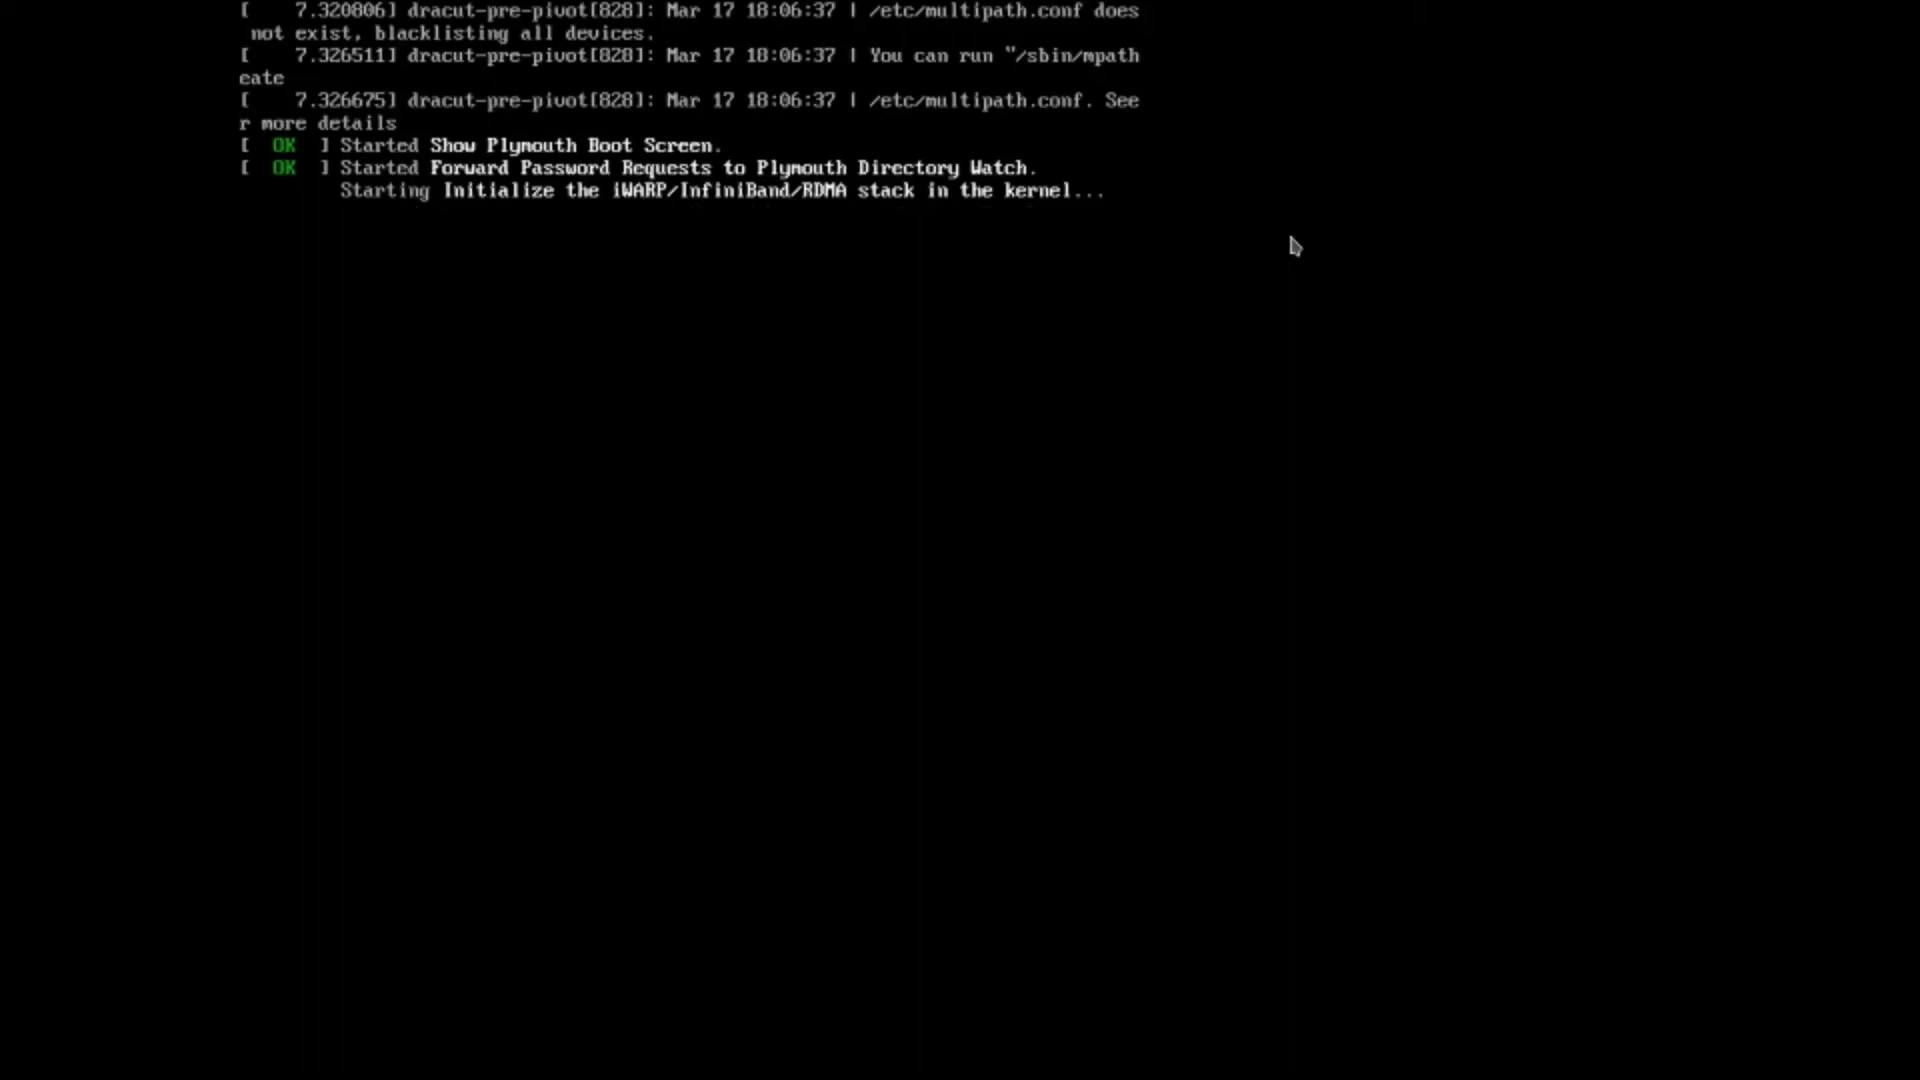 [    7.320806] dracut-pre-pivot[828]: Mar 17 18:06:37 | /etc/multipath.conf does
not exist, blacklisting all devices.
[    7.326511] dracut-pre-pivot[828]: Mar 17 18:06:37 | You can run "/sbin/mpath
eate
[    7.326675] dracut-pre-pivot[828]: Mar 17 18:06:37 | /etc/multipath.conf. See
r more details
[  OK  ] Started Show Plymouth Boot Screen.
[  OK  ] Started Forward Password Requests to Plymouth Directory Watch.
Starting Initialize the iWARP/InfiniBand/RDMA stack in the kernel...